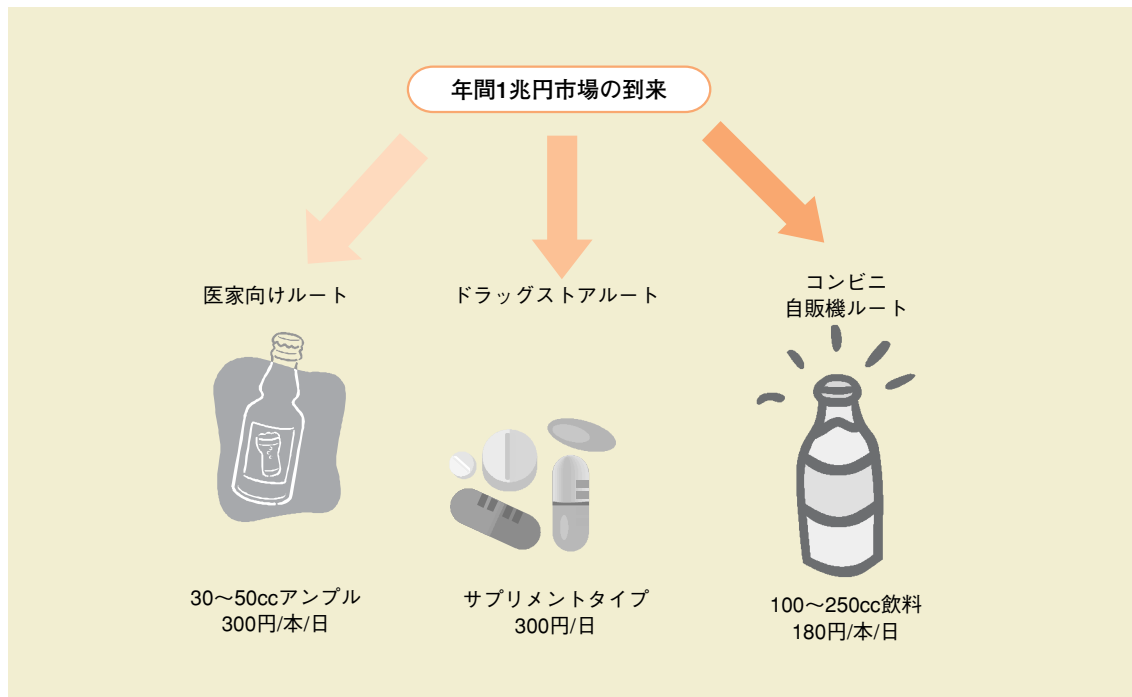 年間1兆円市場の到来
医家向けルート
30～50ccアンプル
300円/本/日
ドラッグストアルート
サプリメントタイプ
300円/日
コンビニ
自販機ルート
100～250cc飲料
180円/本/日